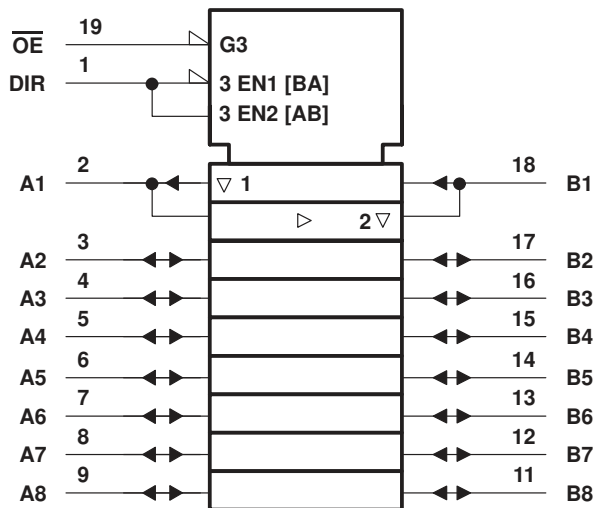 19
O̅E̅ G3
1
DIR 3 EN1 [BA]
3 EN2 [AB]
2 18
A1 1 B1
2
3 17
A2 B2
4 16
A3 B3
5 15
A4 B4
6 14
A5 B5
7 13
A6 B6
8 12
A7 B7
9 11
A8 B8